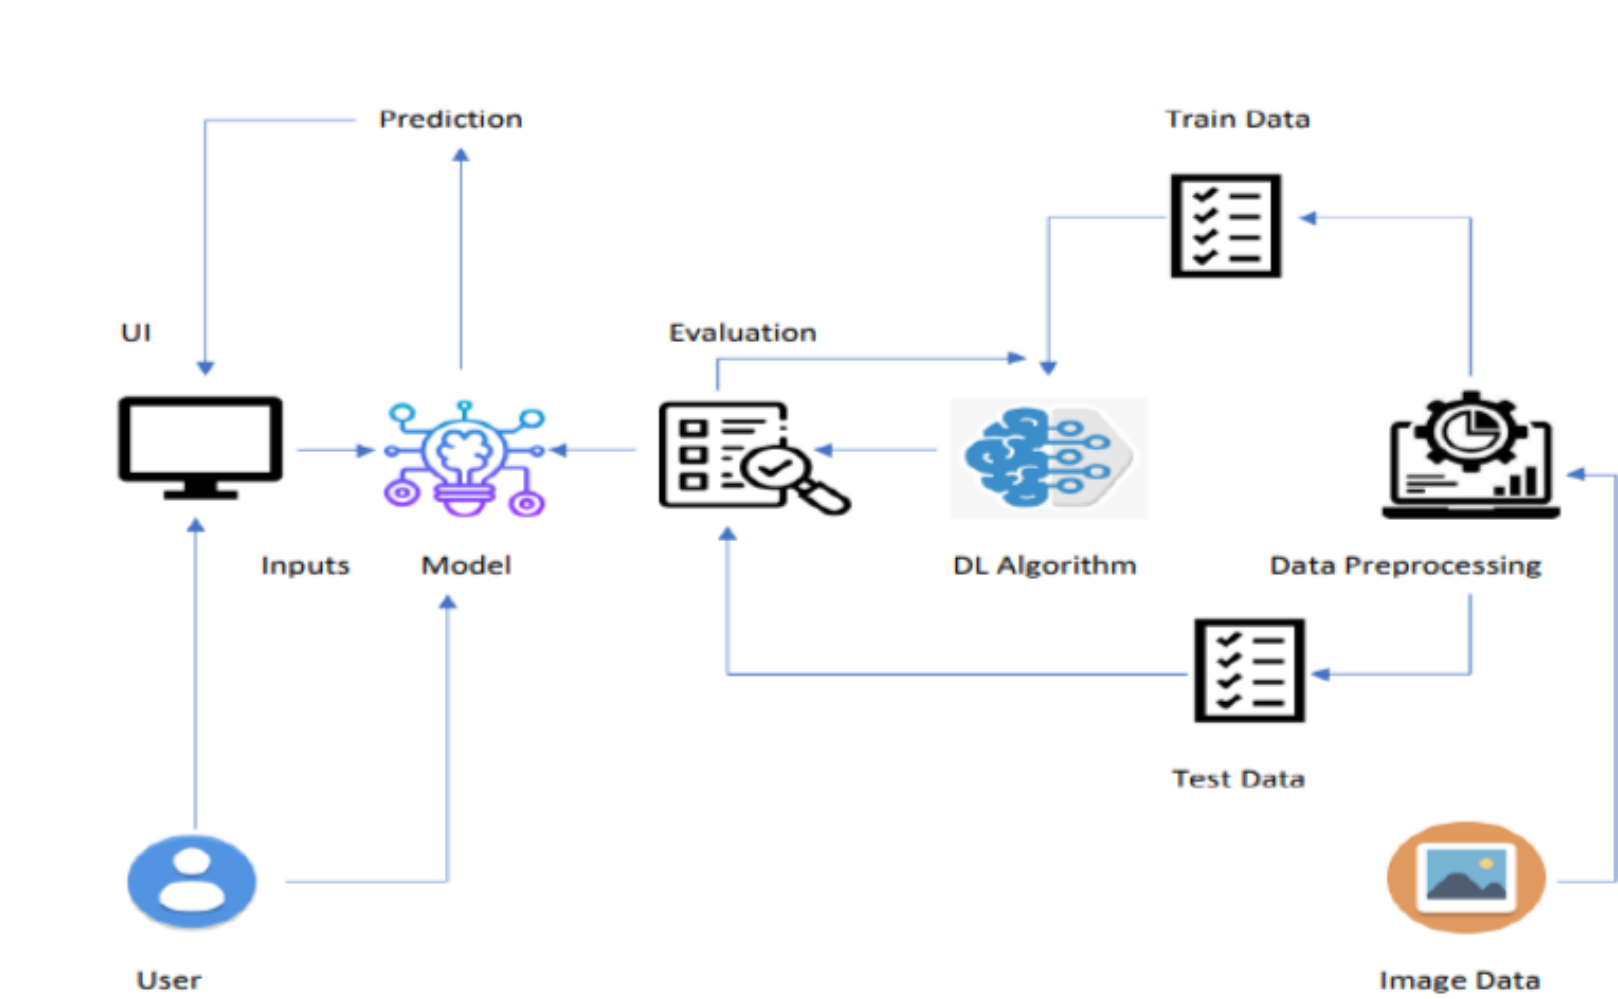 Prediction
Train Data
UI
Evaluation
Inputs
Model
DL Algorithm
Data Preprocessing
Test Data
User
Image Data